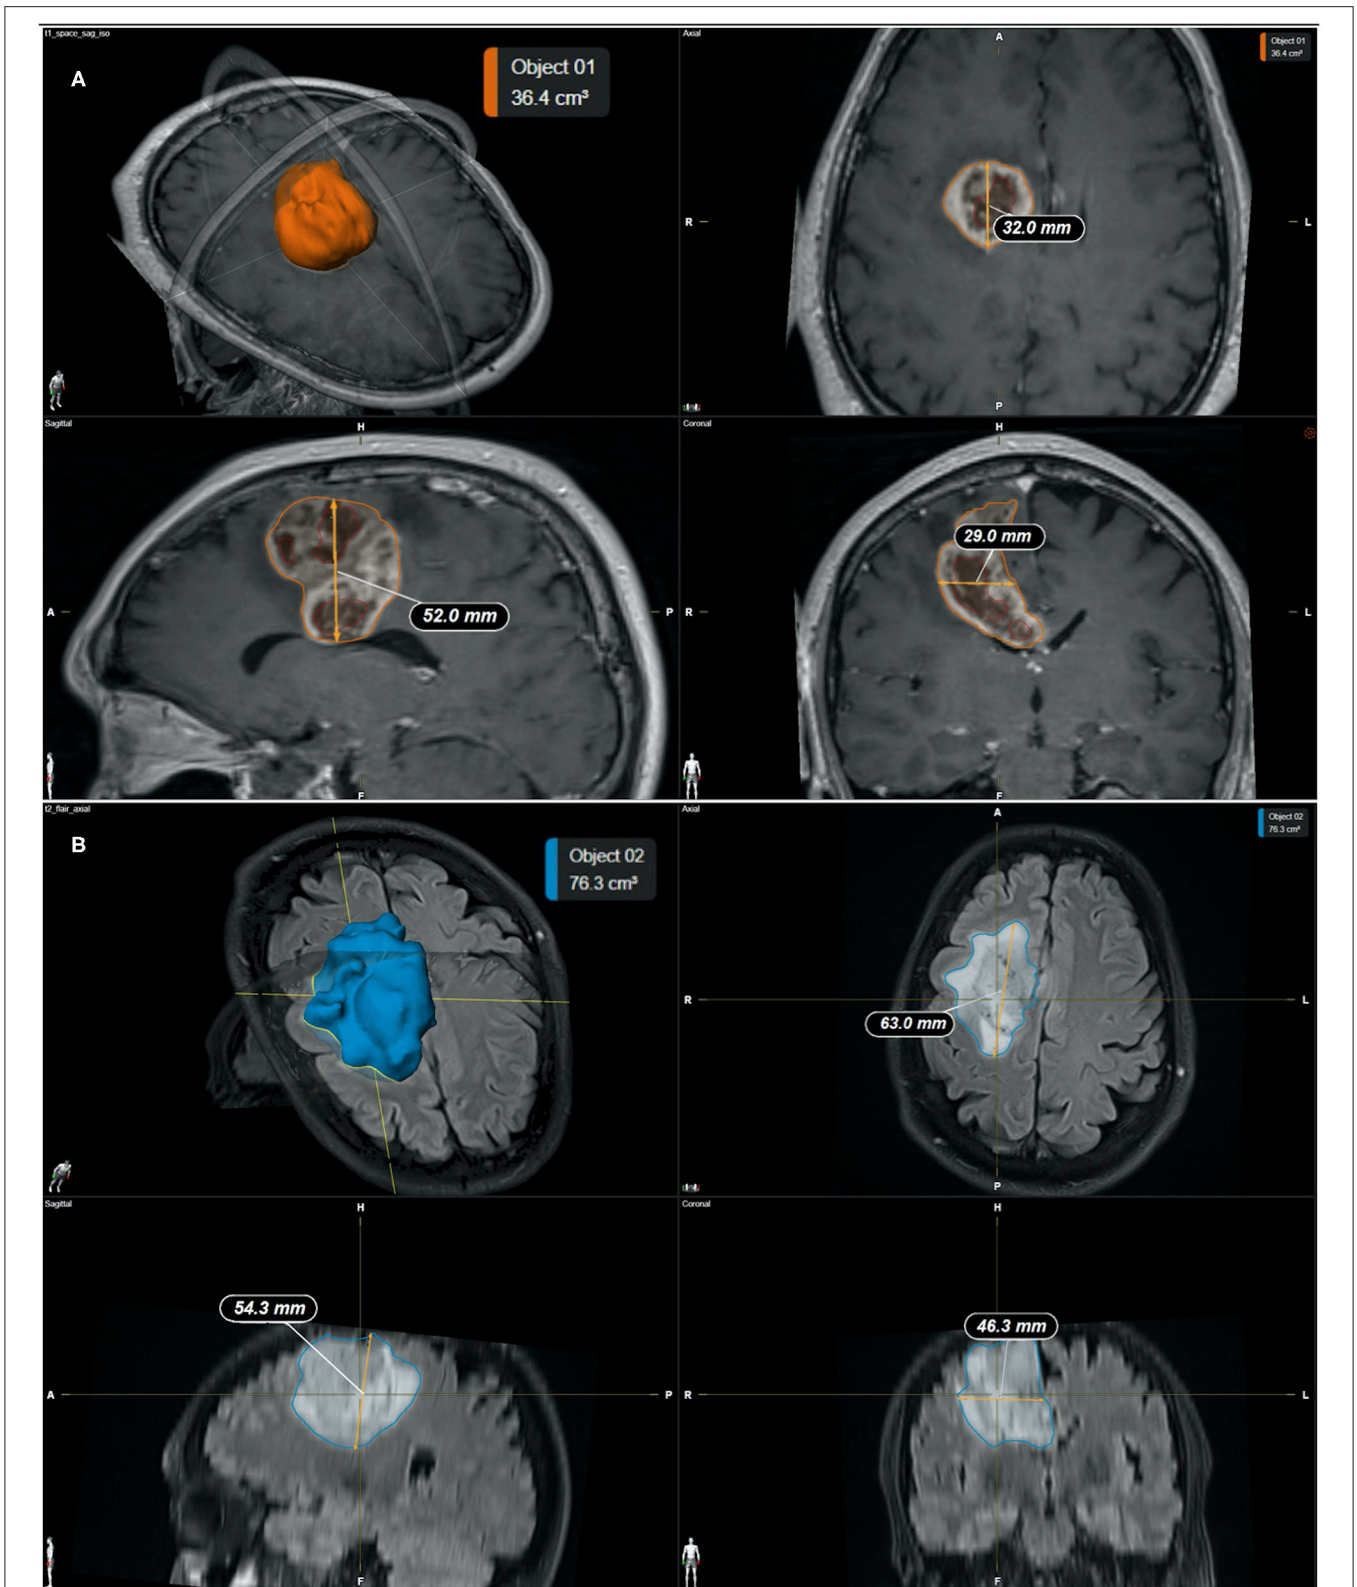 t1_space_sag_iso
A
Object 01
36.4 cm³
Axial
A
Object 01
36.4 cm³
R
32.0 mm
L
P
Sagittal
H
A
52.0 mm
P
F
Coronal
H
29.0 mm
R
L
F
t2_flair_axial
B
Object 02
76.3 cm³
Axial
A
Object 02
76.3 cm³
R
63.0 mm
L
P
Sagittal
H
54.3 mm
A
P
F
Coronal
H
46.3 mm
R
L
F